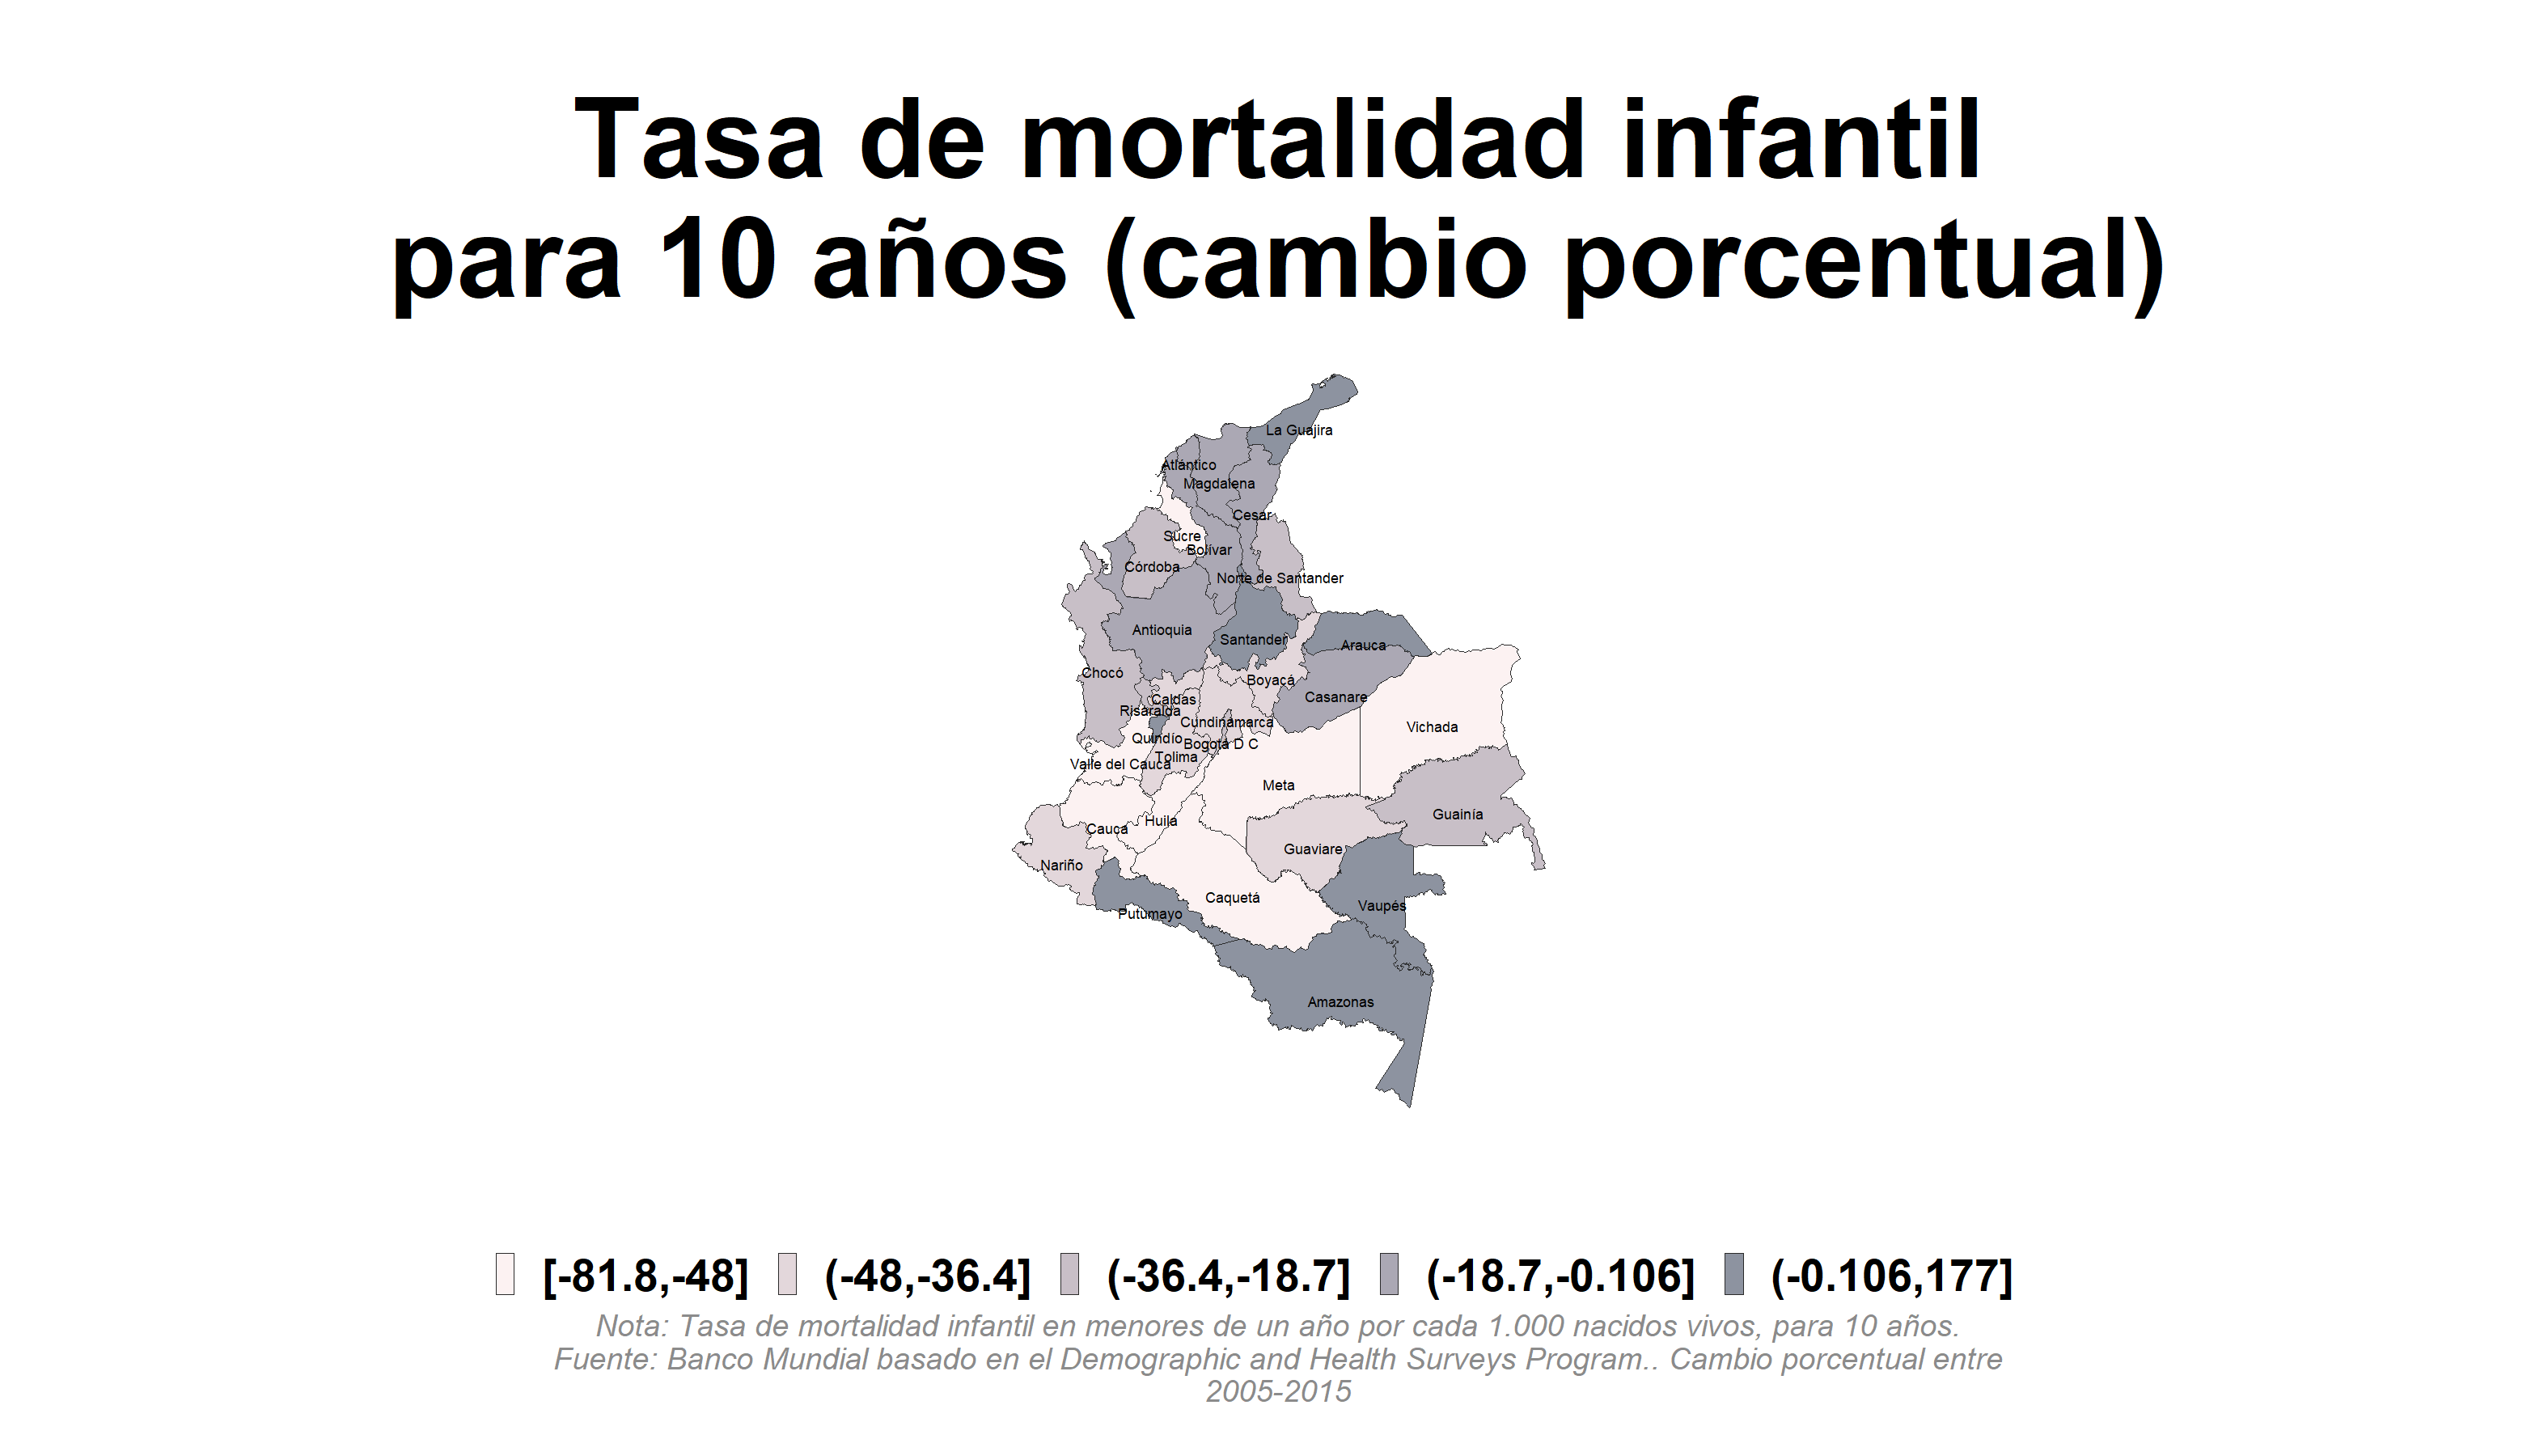 Tasa de mortalidad infantil
para 10 años (cambio porcentual)
La Guajira
Atlántico
Magdalena
Cesar
Sucre
Bolívar
Córdoba
Norte de Santander
Antioquia
Santander
Arauca
Chocó
Boyacá
Caldas
Casanare
Risaralda
Cundinamarca
Vichada
Quindío
Bogotá D C
Tolima
Valle del Cauca
Meta
Guainía
Huila
Cauca
Guaviare
Nariño
Caquetá
Vaupés
Putumayo
Amazonas
[-81.8,-48] (-48,-36.4] (-36.4,-18.7] (-18.7,-0.106] (-0.106,177]
Nota: Tasa de mortalidad infantil en menores de un año por cada 1.000 nacidos vivos, para 10 años.
Fuente: Banco Mundial basado en el Demographic and Health Surveys Program.. Cambio porcentual entre
2005-2015